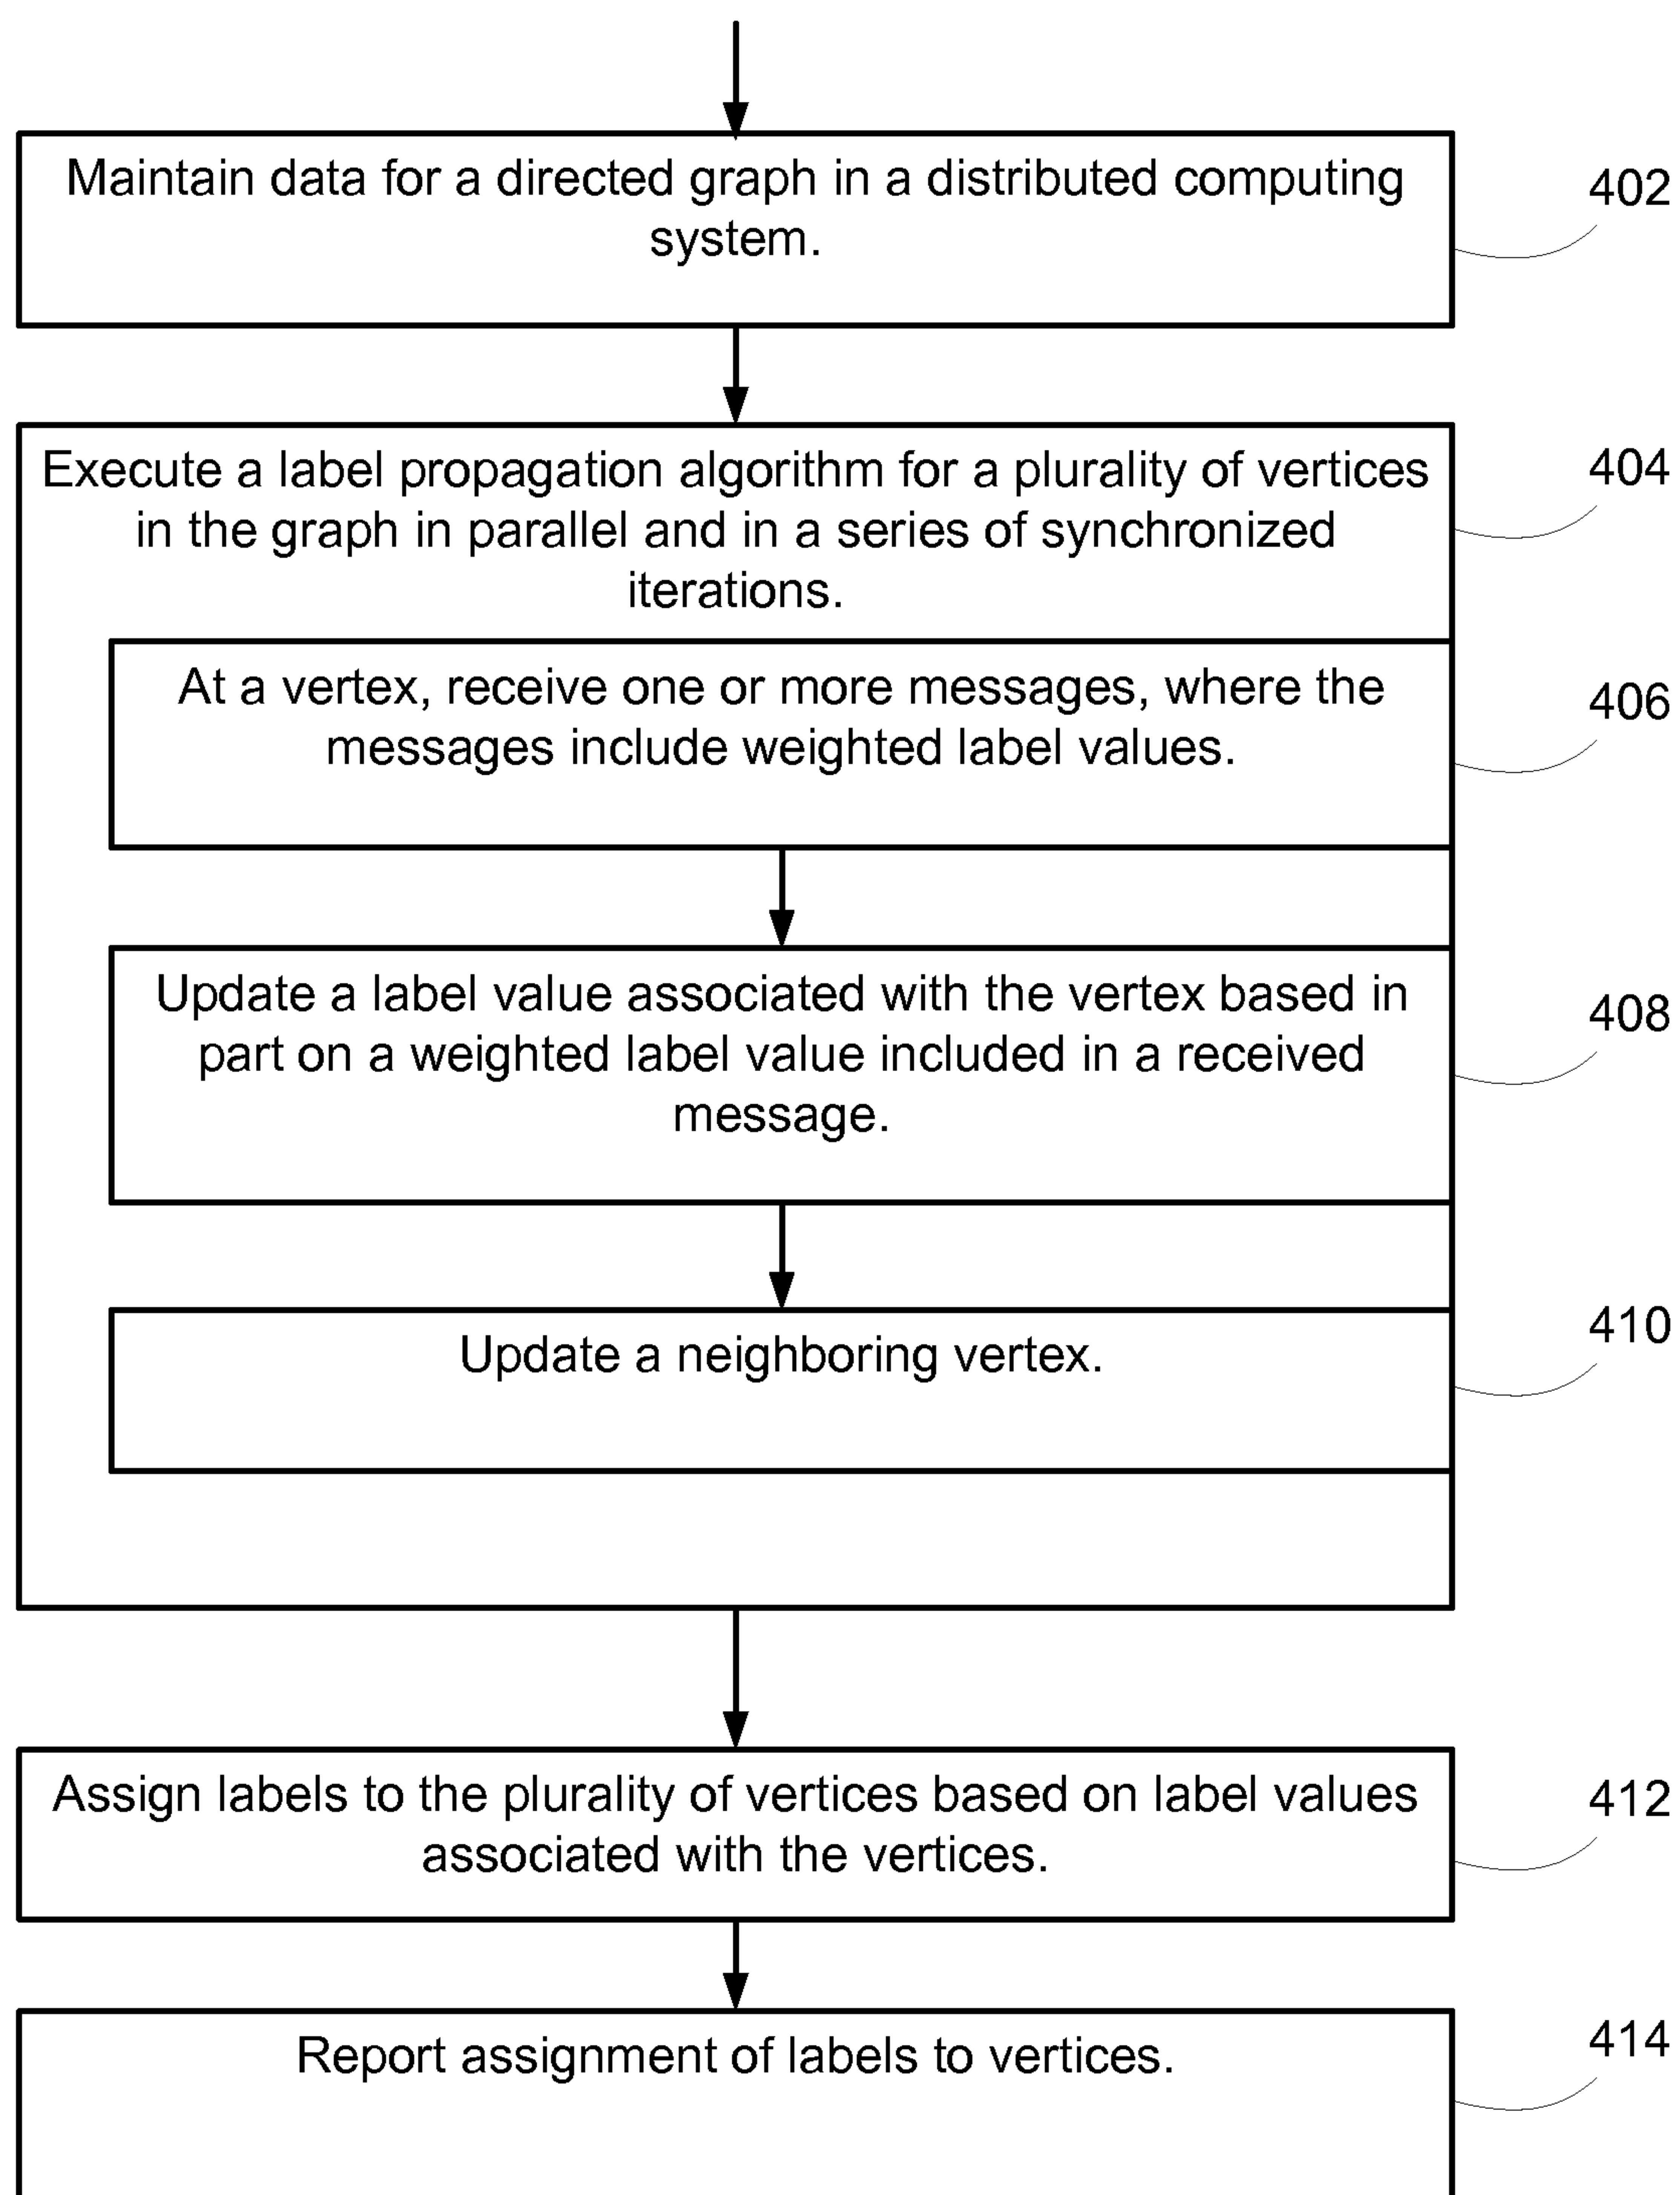 Maintain data for a directed graph in a distributed computing
system.
402
Execute a label propagation algorithm for a plurality of vertices
in the graph in parallel and in a series of synchronized
iterations.
404
At a vertex, receive one or more messages, where the
messages include weighted label values.
406
Update a label value associated with the vertex based in
part on a weighted label value included in a received
message.
408
Update a neighboring vertex.
410
Assign labels to the plurality of vertices based on label values
associated with the vertices.
412
Report assignment of labels to vertices.
414